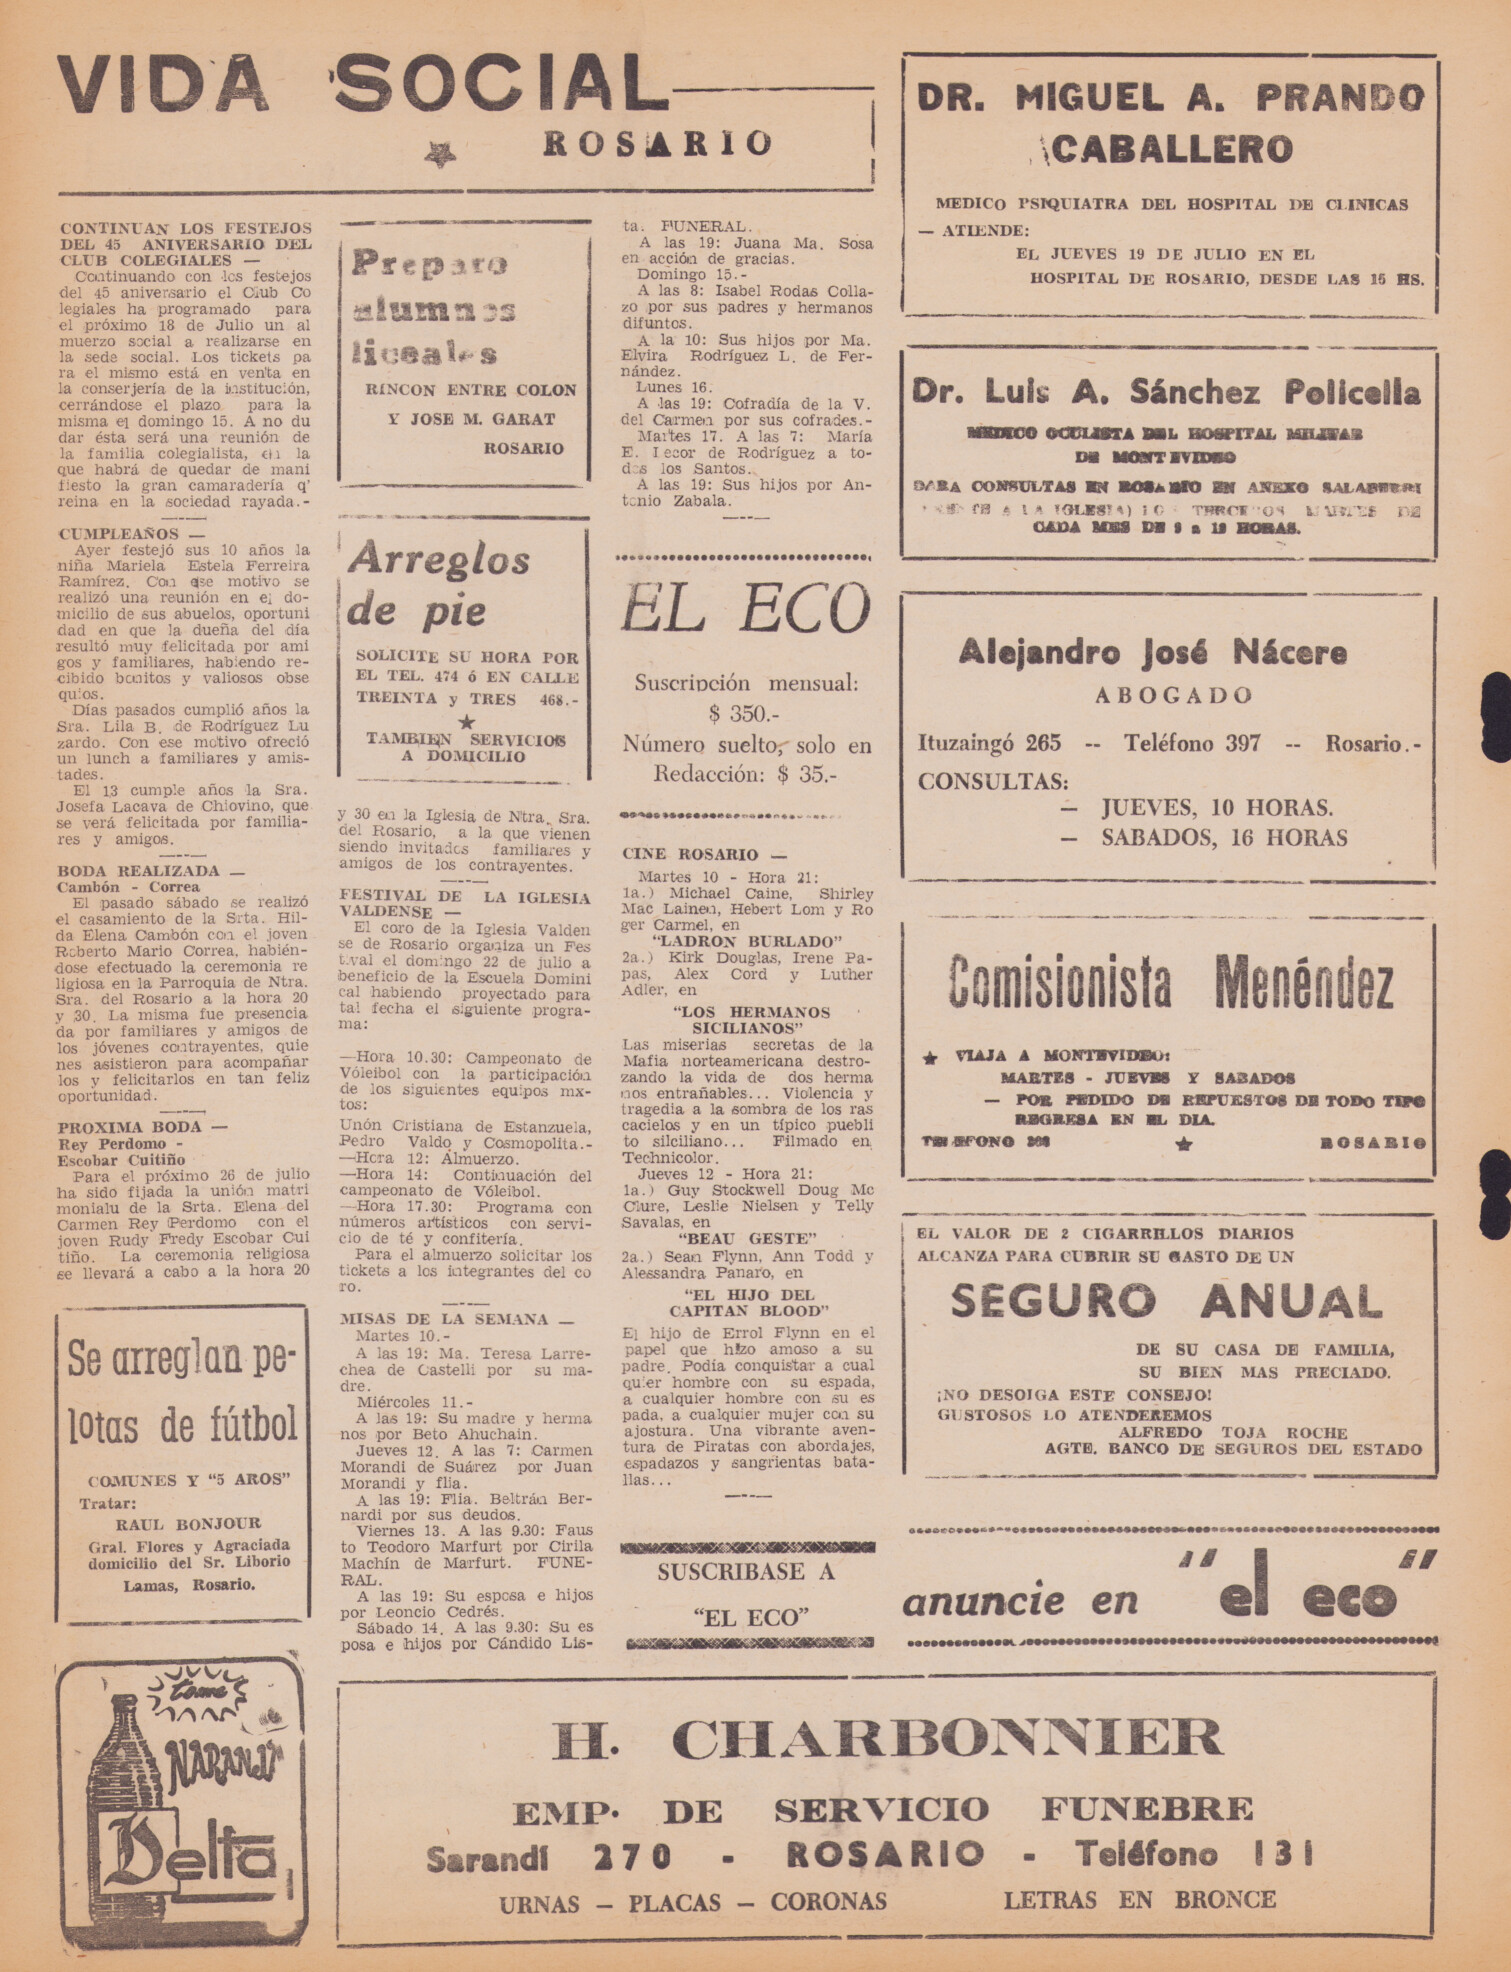 VIDA SOCIAL
ROSARIO
CONTINUAN LOS FESTEJOS
DEL 45 ANIVERSARIO DEL
CLUB COLEGIALES —
Continuando con los festejos
del 45 aniversario el Club Co
legiales ha programado para
el próximo 18 de Julio un al
muerzo social a realizarse en
la sede social. Los tickets pa
ra el mismo está en venta en
la conserjería de la institución,
cerrándose el plazo para la
misma el domingo 15. A no du
dar ésta será una reunión de
la familia colegialista, en la
que habrá de quedar de mani
fiesto la gran camaradería q'
reina en la sociedad rayada.-
CUMPLEAÑOS —
Ayer festejó sus 10 años la
niña Mariela Estela Ferreira
Ramírez. Con ese motivo se
realizó una reunión en el do-
micilio de sus abuelos, oportuni
dad en que la dueña del día
resultó muy felicitada por ami
gos y familiares, habiendo re-
cibido bonitos y valiosos obse
quios.
Días pasados cumplió años la
Sra. Lila B. de Rodríguez Lu
zardo. Con ese motivo ofreció
un lunch a familiares y amis-
tades.
El 13 cumple años la Sra.
Josefa Lacava de Chiovino, que
se verá felicitada por familia-
res y amigos.
BODA REALIZADA —
Cambón - Correa
El pasado sábado se realizó
el casamiento de la Srta. Hil-
da Elena Cambón con el joven
Roberto Mario Correa, habién-
dose efectuado la ceremonia re
ligiosa en la Parroquia de Ntra.
Sra. del Rosario a la hora 20
y 30. La misma fue presencia
da por familiares y amigos de
los jóvenes contrayentes, quie
nes asistieron para acompañar
los y felicitarlos en tan feliz
oportunidad.
PROXIMA BODA —
Rey Perdomo -
Escobar Cuitiño
Para el próximo 26 de julio
ha sido fijada la unión matri
monialu de la Srta. Elena del
Carmen Rey Perdomo con el
joven Rudy Fredy Escobar Cui
tiño. La ceremonia religiosa
se llevará a cabo a la hora 20
Se arreglan pe-
lotas de fútbol
COMUNES Y "5 AROS"
Tratar:
RAUL BONJOUR
Gral. Flores y Agraciada
domicilio del Sr. Liborio
Lamas, Rosario.
tome
NARANJA
Delta
Preparo
alumnos
liceales
RINCON ENTRE COLON
Y JOSE M. GARAT
ROSARIO
Arreglos
de pie
SOLICITE SU HORA POR
EL TEL. 474 ó EN CALLE
TREINTA y TRES 468.-
TAMBIEN SERVICIOS
A DOMICILIO
y 30 en la Iglesia de Ntra. Sra.
del Rosario, a la que vienen
siendo invitados familiares y
amigos de los contrayentes.
FESTIVAL DE LA IGLESIA
VALDENSE —
El coro de la Iglesia Valden
se de Rosario organiza un Fes
tival el domingo 22 de julio a
beneficio de la Escuela Domini
cal habiendo proyectado para
tal fecha el siguiente progra-
ma:
—Hora 10.30: Campeonato de
Vóleibol con la participación
de los siguientes equipos mx-
tos:
Unón Cristiana de Estanzuela,
Pedro Valdo y Cosmopolita.-
—Hora 12: Almuerzo.
—Hora 14: Continuación del
campeonato de Vóleibol.
—Hora 17.30: Programa con
números artísticos con servi-
cio de té y confitería.
Para el almuerzo solicitar los
tickets a los integrantes del co
ro.
MISAS DE LA SEMANA —
Martes 10.-
A las 19: Ma. Teresa Larre-
chea de Castelli por su ma-
dre.
Miércoles 11.-
A las 19: Su madre y herma
nos por Beto Ahuchain.
Jueves 12. A las 7: Carmen
Morandi de Suárez por Juan
Morandi y flia.
A las 19: Flia. Beltrán Ber-
nardi por sus deudos.
Viernes 13. A las 9.30: Faus
to Teodoro Marfurt por Cirila
Machín de Marfurt. FUNE-
RAL.
A las 19: Su esposa e hijos
por Leoncio Cedrés.
Sábado 14. A las 9.30: Su es
posa e hijos por Cándido Lis-
ta. FUNERAL.
A las 19: Juana Ma. Sosa
en acción de gracias.
Domingo 15.-
A las 8: Isabel Rodas Colla-
zo por sus padres y hermanos
difuntos.
A la 10: Sus hijos por Ma.
Elvira Rodríguez L. de Fer-
nández.
Lunes 16.
A las 19: Cofradía de la V.
del Carmen por sus cofrades.-
Martes 17. A las 7: María
E. Lecor de Rodríguez a to-
dos los Santos.
A las 19: Sus hijos por An-
tonio Zabala.
EL ECO
Suscripción mensual:
$ 350.-
Número suelto, solo en
Redacción: $ 35.-
CINE ROSARIO —
Martes 10 - Hora 21:
1a.) Michael Caine, Shirley
Mac Lainen, Hebert Lom y Ro
ger Carmel, en
"LADRON BURLADO"
2a.) Kirk Douglas, Irene Pa-
pas, Alex Cord y Luther
Adler, en
"LOS HERMANOS
SICILIANOS"
Las miserias secretas de la
Mafia norteamericana destro-
zando la vida de dos herma
nos entrañables... Violencia y
tragedia a la sombra de los ras
cacielos y en un típico puebli
to silciliano... Filmado en
Technicolor.
Jueves 12 - Hora 21:
1a.) Guy Stockwell Doug Mc
Clure, Leslie Nielsen y Telly
Savalas, en
"BEAU GESTE"
2a.) Sean Flynn, Ann Todd y
Alessandra Panaro, en
"EL HIJO DEL
CAPITAN BLOOD"
El hijo de Errol Flynn en el
papel que hizo amoso a su
padre. Podía conquistar a cual
quier hombre con su espada,
a cualquier hombre con su es
pada, a cualquier mujer con su
ajostura. Una vibrante aven-
tura de Piratas con abordajes,
espadazos y sangrientas bata-
llas...
SUSCRIBASE A
"EL ECO"
DR. MIGUEL A. PRANDO
CABALLERO
MEDICO PSIQUIATRA DEL HOSPITAL DE CLINICAS
— ATIENDE:
EL JUEVES 19 DE JULIO EN EL
HOSPITAL DE ROSARIO, DESDE LAS 15 HS.
Dr. Luis A. Sánchez Policella
MEDICO OCULISTA DEL HOSPITAL MILITAR
DE MONTEVIDEO
PARA CONSULTAS EN ROSARIO EN ANEXO SALABERRI
A LA IGLESIA) LOS TERCEROS MARTES DE
CADA MES DE 9 a 12 HORAS.
Alejandro José Nácere
ABOGADO
Ituzaingó 265 -- Teléfono 397 -- Rosario.-
CONSULTAS:
— JUEVES, 10 HORAS.
— SABADOS, 16 HORAS
Comisionista Menéndez
VIAJA A MONTEVIDEO:
MARTES - JUEVES Y SABADOS
— POR PEDIDO DE REPUESTOS DE TODO TIPO
REGRESA EN EL DIA.
TELEFONO ROSARIO
EL VALOR DE 2 CIGARRILLOS DIARIOS
ALCANZA PARA CUBRIR SU GASTO DE UN
SEGURO ANUAL
DE SU CASA DE FAMILIA,
SU BIEN MAS PRECIADO.
¡NO DESOIGA ESTE CONSEJO!
GUSTOSOS LO ATENDEREMOS
ALFREDO TOJA ROCHE
AGTE. BANCO DE SEGUROS DEL ESTADO
anuncie en "el eco"
H. CHARBONNIER
EMP. DE SERVICIO FUNEBRE
Sarandí 270 - ROSARIO - Teléfono 131
URNAS — PLACAS — CORONAS LETRAS EN BRONCE